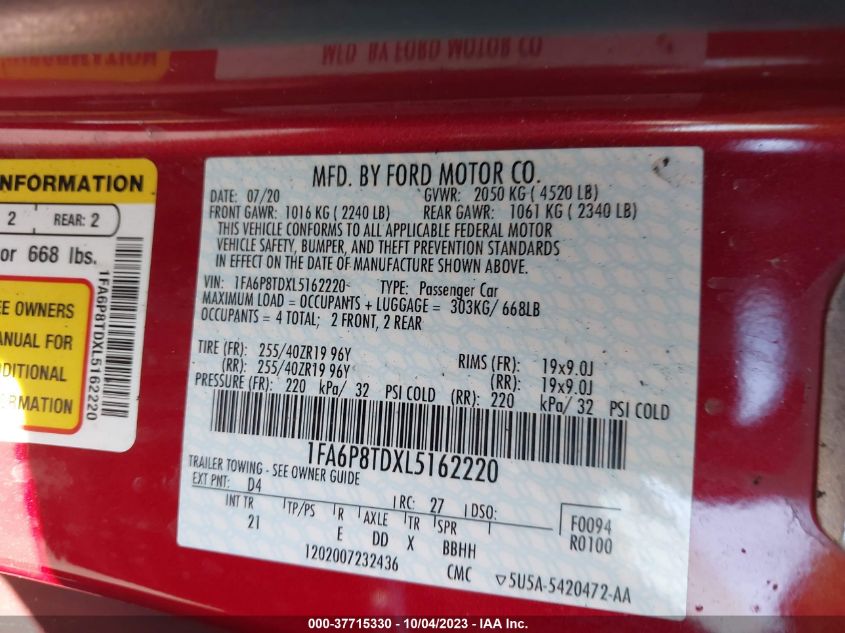 MFD. BY FORD MOTOR CO
NFORMATION
2 REAR: 2
or 668 lbs.
EE OWNERS
MANUAL FOR
DITIONAL
ORMATION
1FA6P8TDXL5162220
MFD. BY FORD MOTOR CO.
DATE: 07/20 GVWR: 2050 KG ( 4520 LB)
FRONT GAWR: 1016 KG ( 2240 LB) REAR GAWR: 1061 KG ( 2340 LB)
THIS VEHICLE CONFORMS TO ALL APPLICABLE FEDERAL MOTOR
VEHICLE SAFETY, BUMPER, AND THEFT PREVENTION STANDARDS
IN EFFECT ON THE DATE OF MANUFACTURE SHOWN ABOVE.
VIN: 1FA6P8TDXL5162220 TYPE: Passenger Car
MAXIMUM LOAD = OCCUPANTS + LUGGAGE = 303KG/ 668LB
OCCUPANTS = 4 TOTAL; 2 FRONT, 2 REAR
TIRE (FR): 255/40ZR19 96Y RIMS (FR): 19x9.0J
(RR): 255/40ZR19 96Y (RR): 19x9.0J
PRESSURE (FR): 220 kPa/ 32 PSI COLD (RR): 220 kPa/ 32 PSI COLD
1FA6P8TDXL5162220
TRAILER TOWING - SEE OWNER GUIDE
EXT PNT: D4 RC: 27 DSO:
INT TR TP/PS R AXLE TR SPR F0094
21 E DD X BBHH R0100
1202007232436 CMC ▽5U5A-5420472-AA
000-37715330 - 10/04/2023 - IAA Inc.